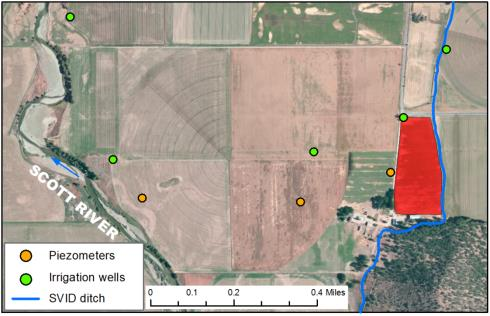 SCOTT RIVER
Piezometers
Irrigation wells
SVID ditch
0 0.1 0.2 0.4 Miles